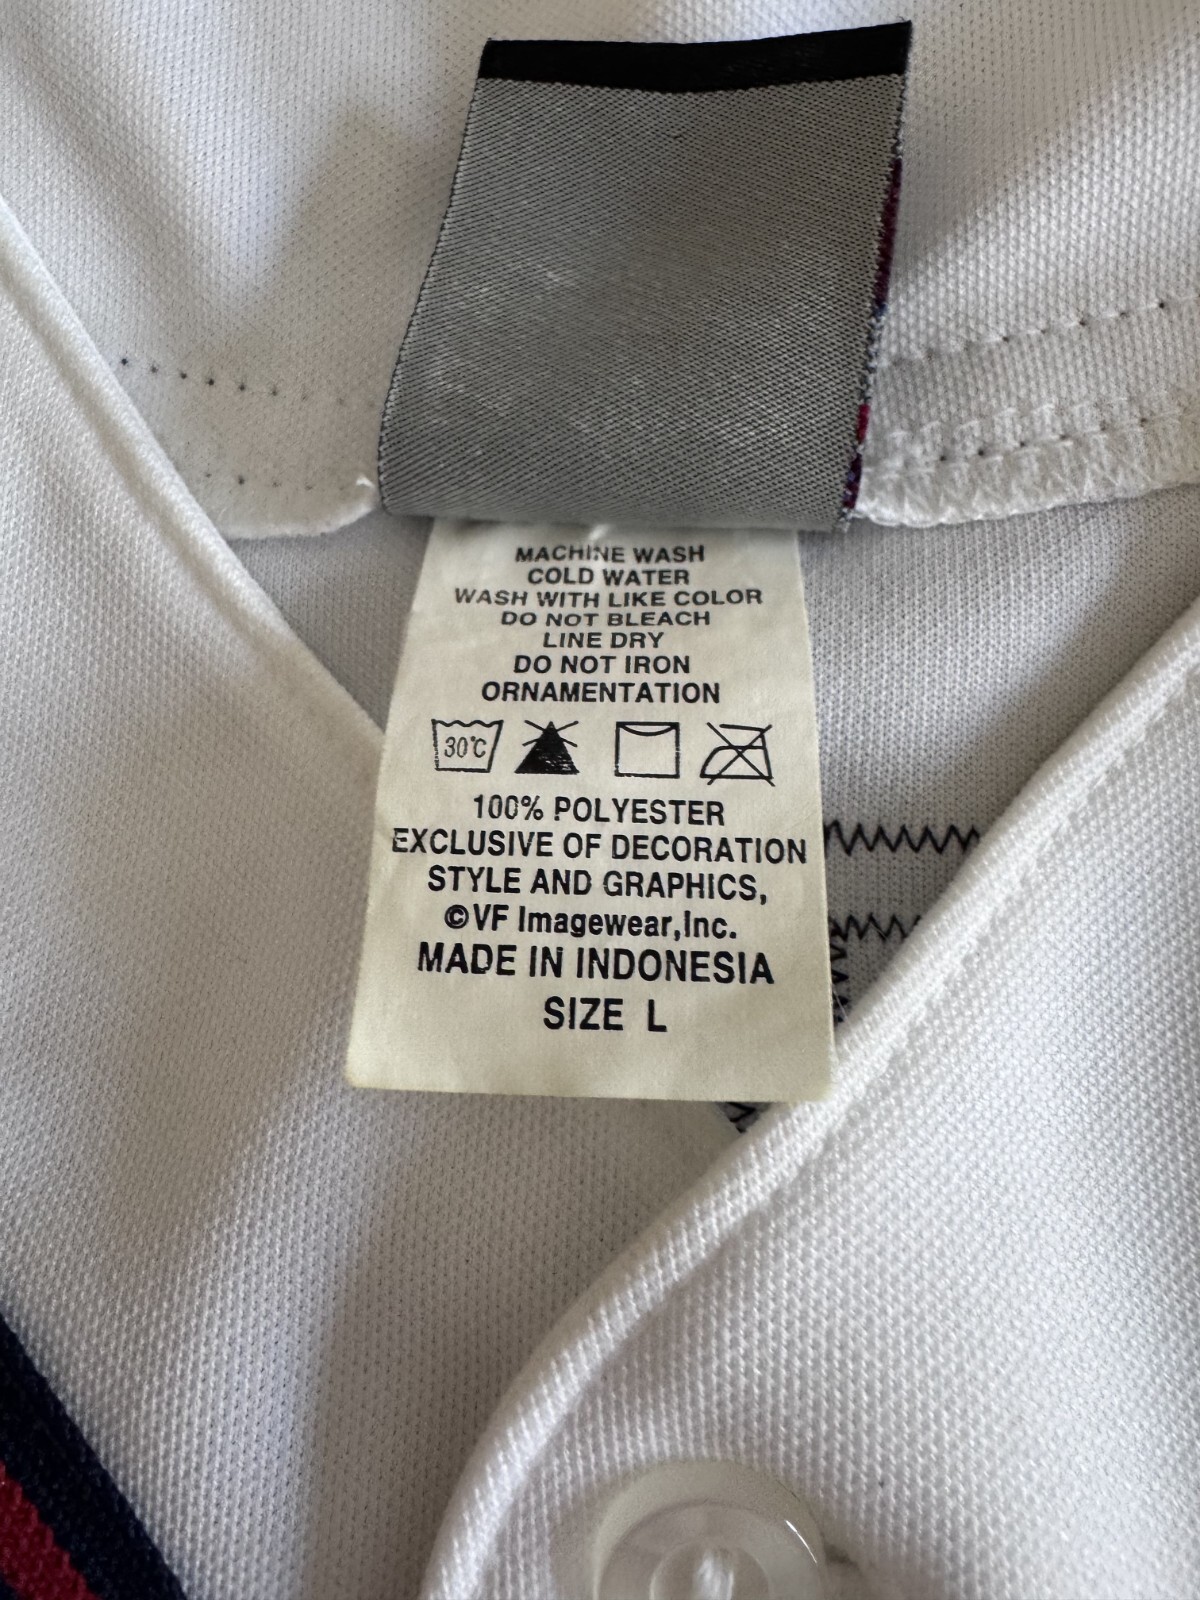 MACHINE WASH
COLD WATER
WASH WITH LIKE COLOR
DO NOT BLEACH
LINE DRY
DO NOT IRON
ORNAMENTATION
30°C
100% POLYESTER
EXCLUSIVE OF DECORATION
STYLE AND GRAPHICS,
©VF Imagewear,Inc.
MADE IN INDONESIA
SIZE L